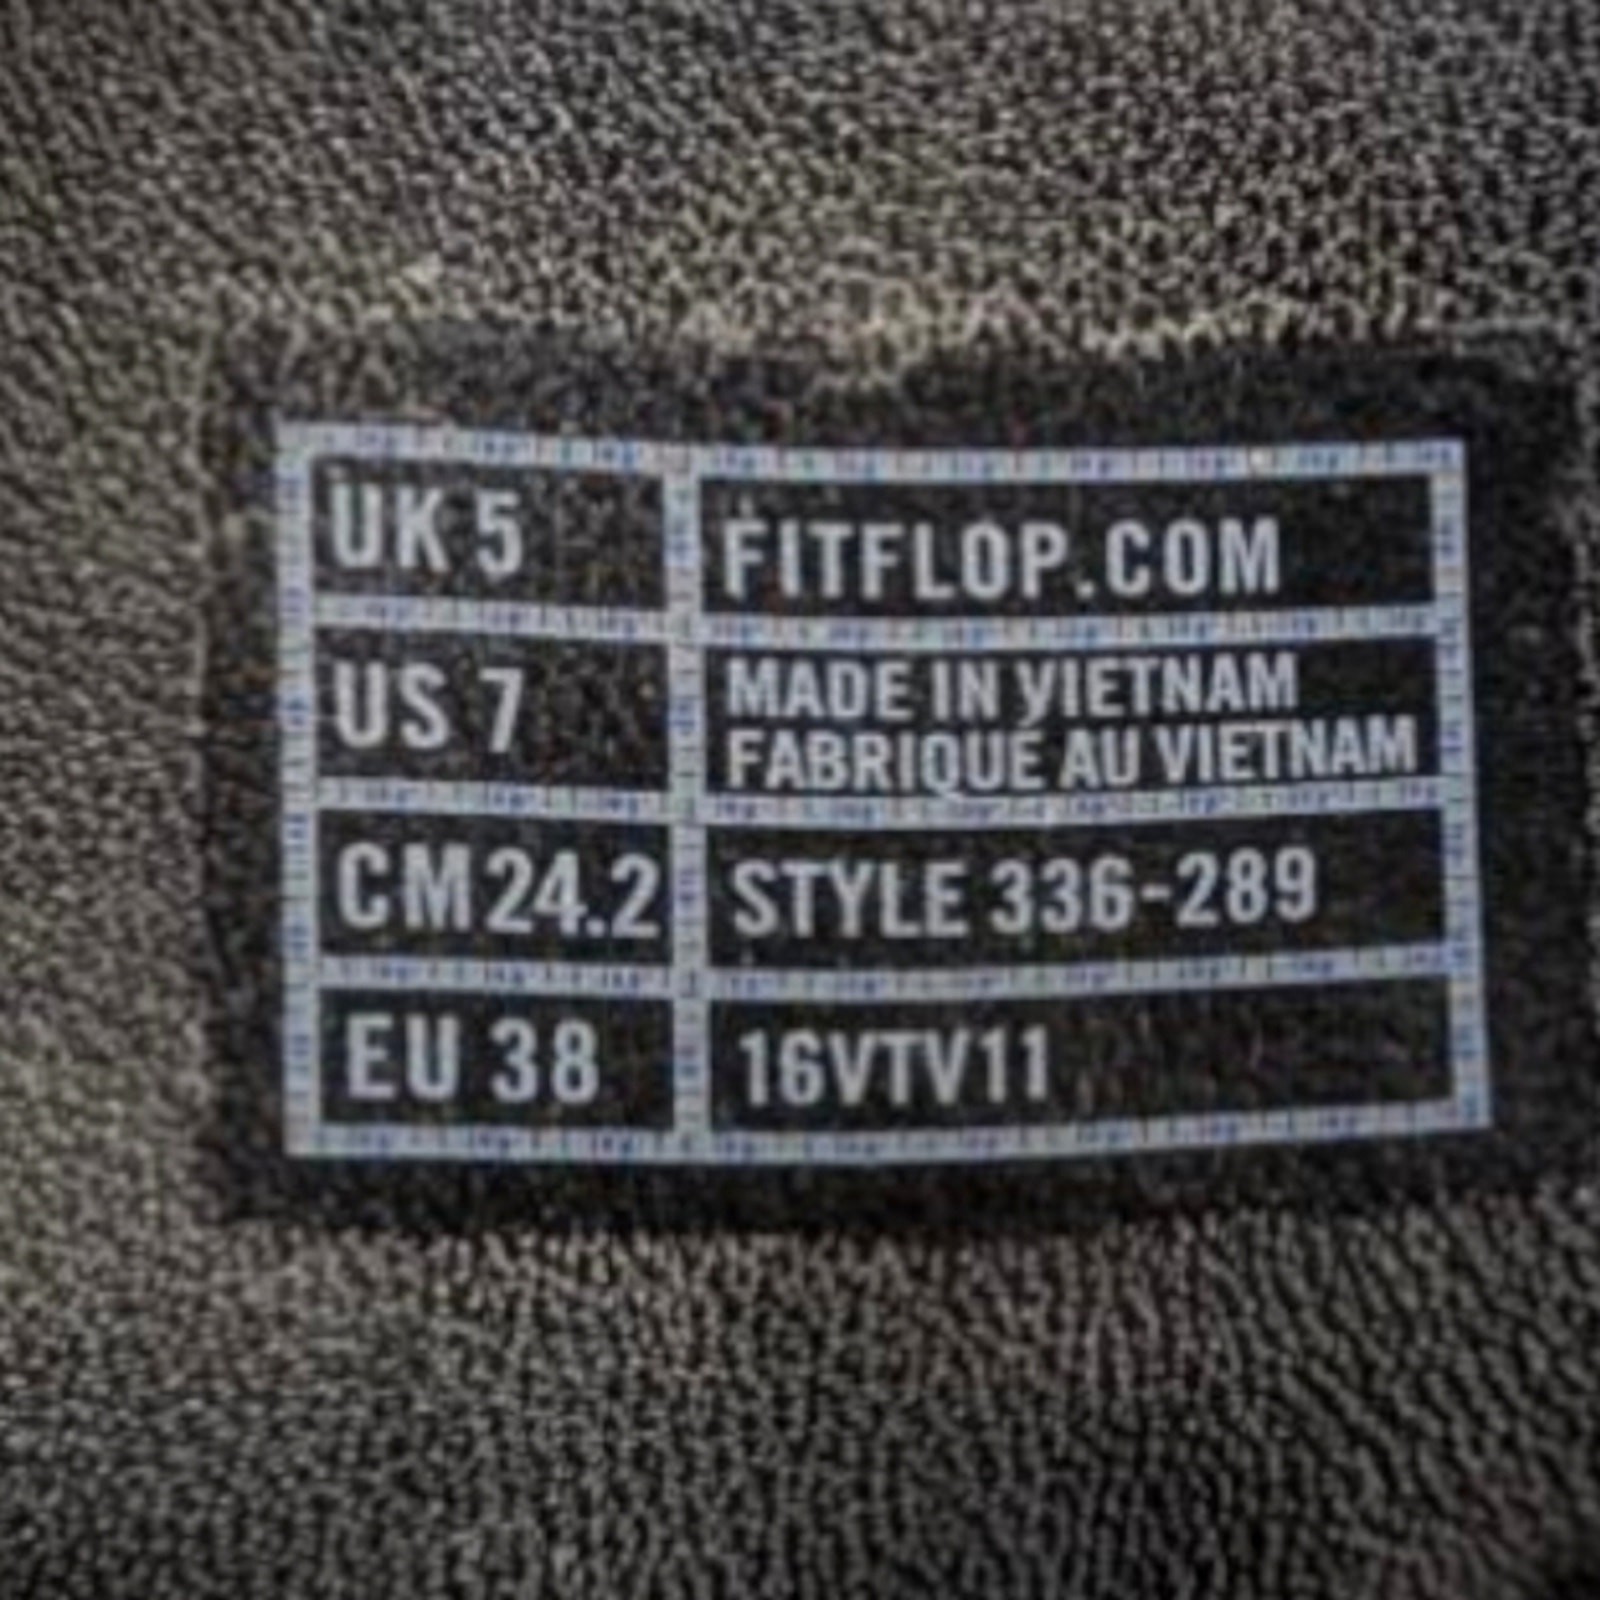 UK 5
FITFLOP.COM
US 7
MADE IN VIETNAM
FABRIQUÉ AU VIETNAM
CM 24.2
STYLE 336-289
EU 38
16VTV11